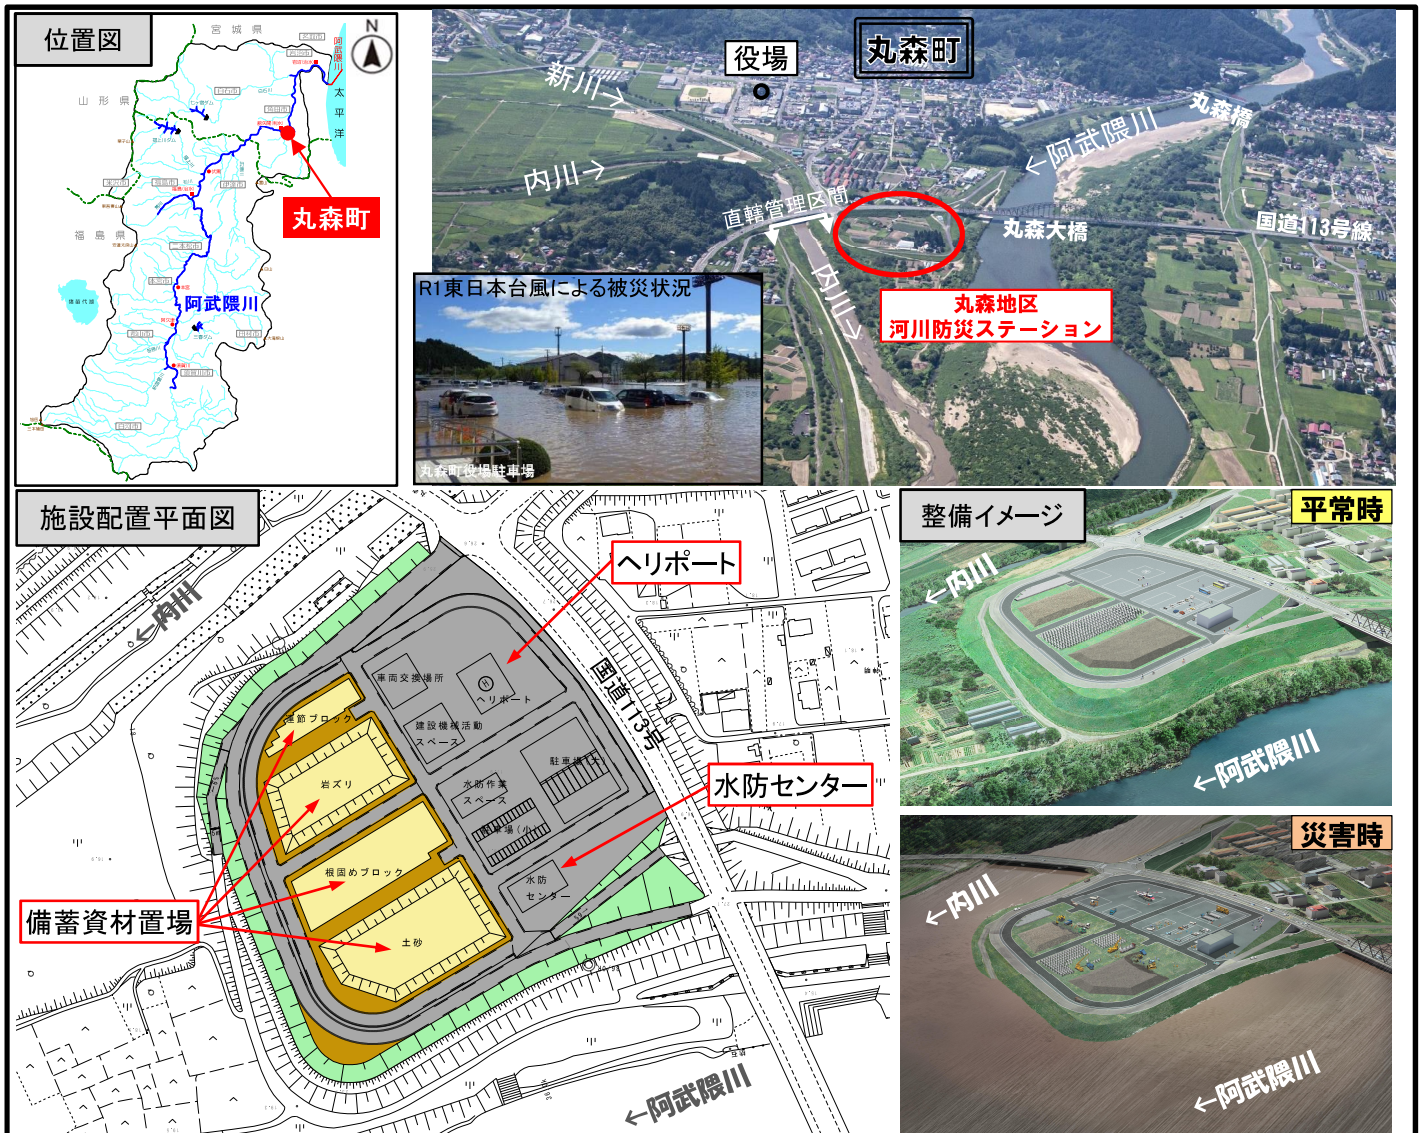 位置図
N
宮城県
山形県
福島県
太平洋
阿武隈川
丸森町
阿武隈川
丸森町
役場
新川→
内川→
←阿武隈川
丸森橋
直轄管理区間
丸森大橋
国道113号線
内川→
丸森地区
河川防災ステーション
R1東日本台風による被災状況
丸森町役場駐車場
施設配置平面図
←内川
ヘリポート
国道113号
車両交換場所
H
ヘリポート
連節ブロック
建設機械活動
スペース
岩ズリ
水防作業
スペース
駐車場(大)
駐車場(小)
水防センター
根固めブロック
水防
センター
備蓄資材置場
土砂
←阿武隈川
整備イメージ
平常時
←内川
←阿武隈川
災害時
←内川
←阿武隈川